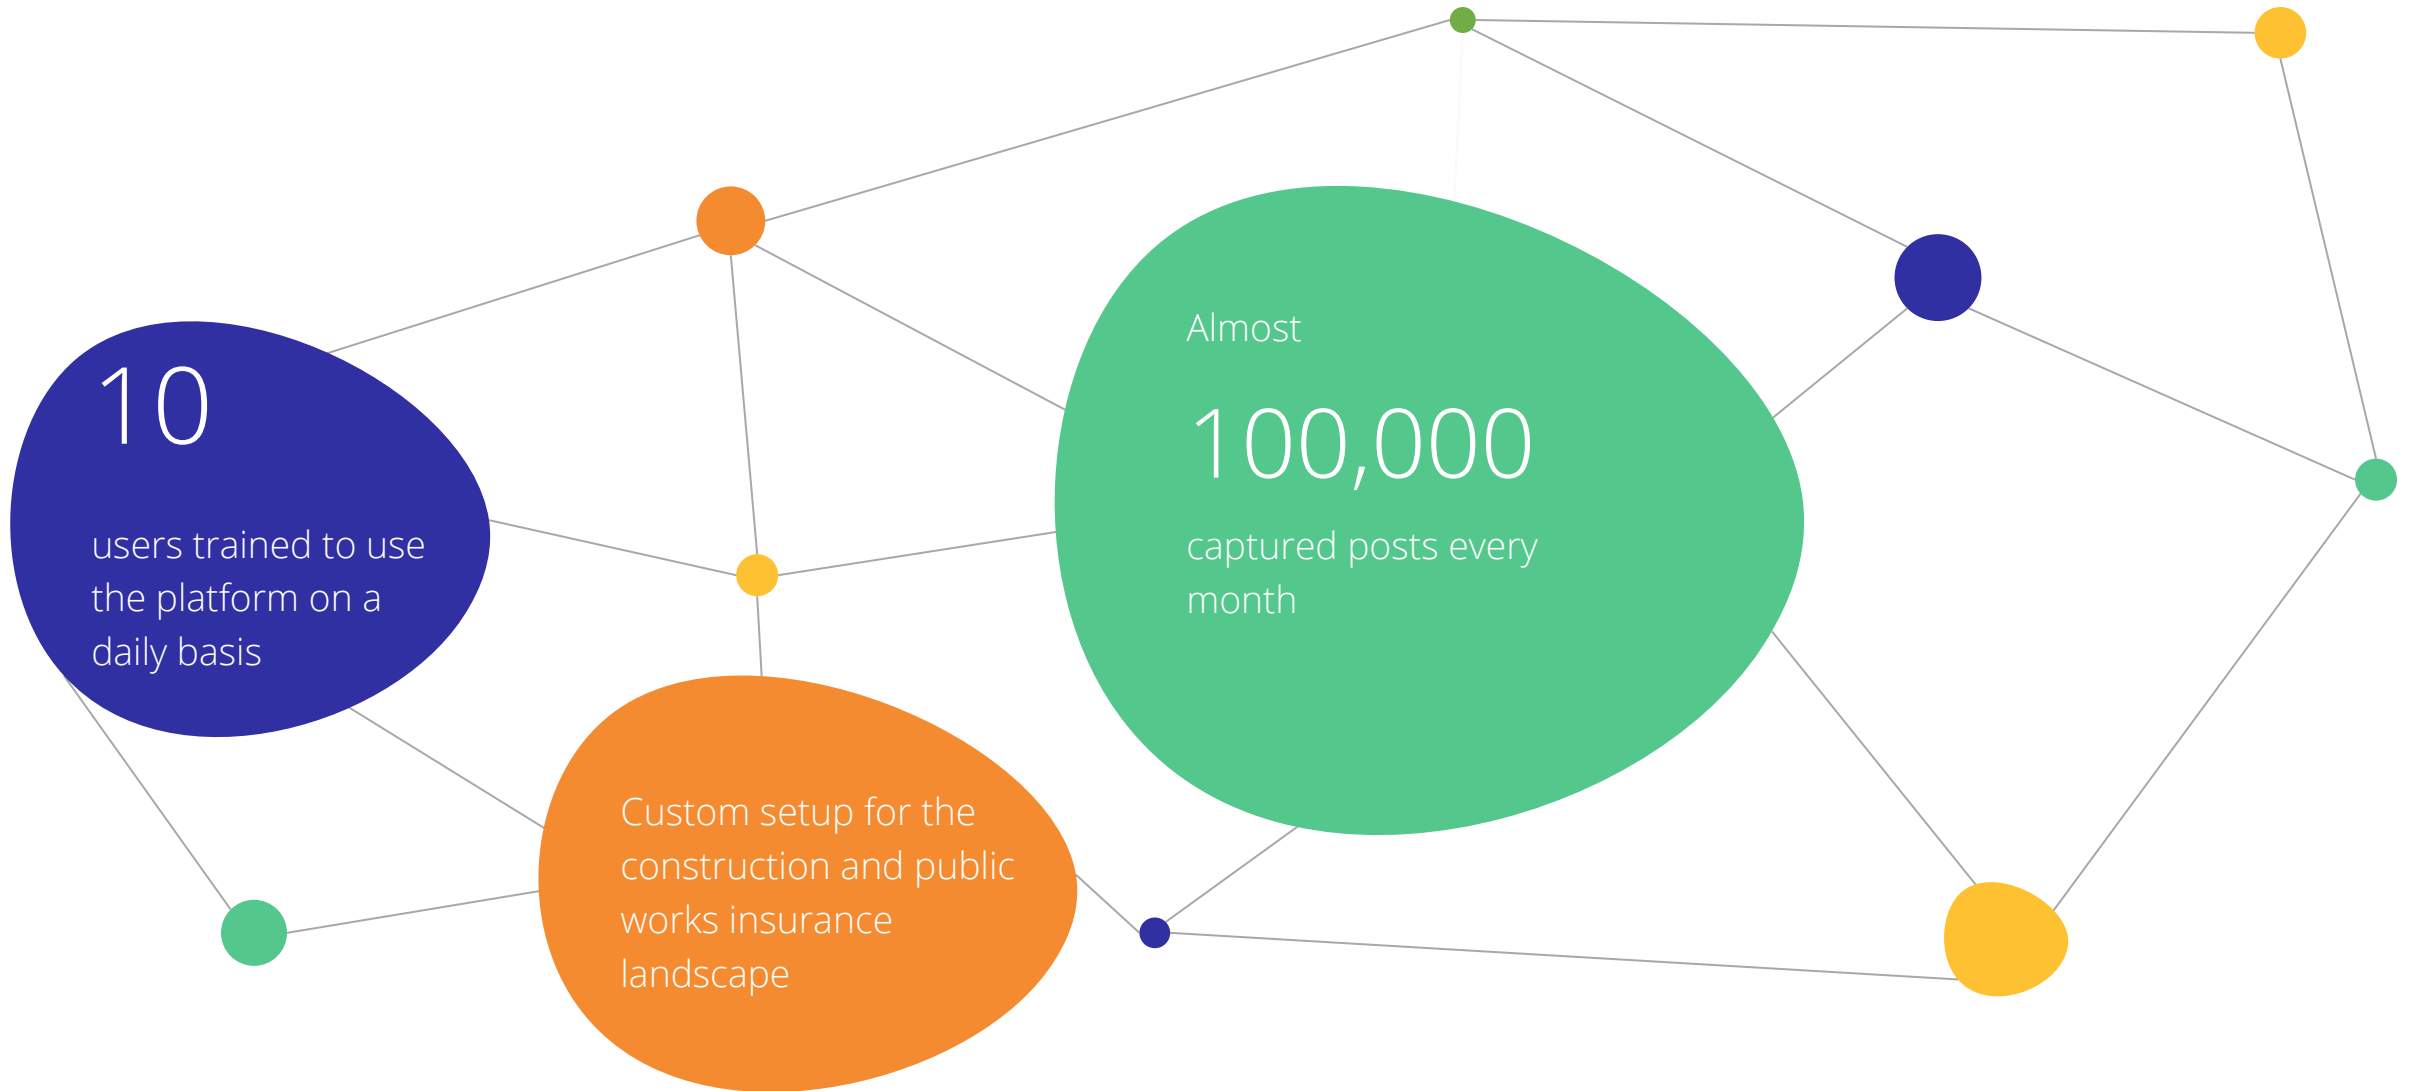 10
users trained to use
the platform on a
daily basis
Almost
100,000
captured posts every
month
Custom setup for the
construction and public
works insurance
landscape